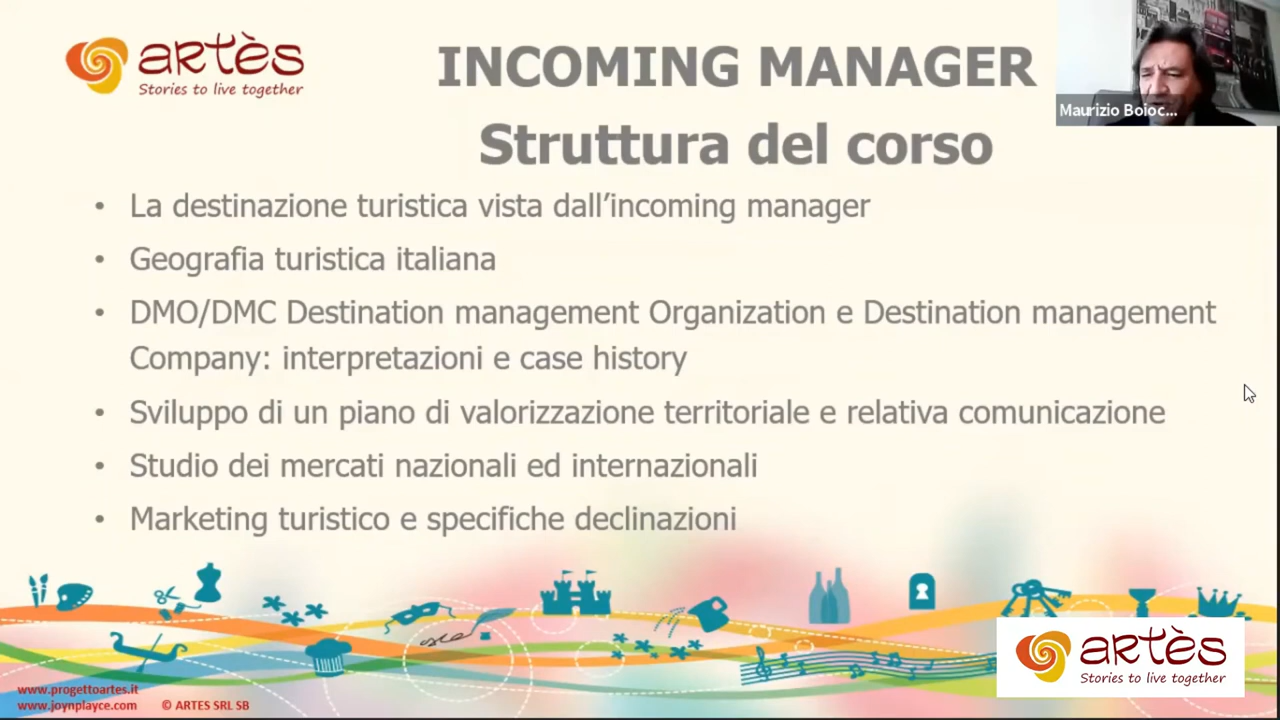 artès
Stories to live together
INCOMING MANAGER
Struttura del corso
Maurizio Boioc...
• La destinazione turistica vista dall’incoming manager
• Geografia turistica italiana
• DMO/DMC Destination management Organization e Destination management
Company: interpretazioni e case history
• Sviluppo di un piano di valorizzazione territoriale e relativa comunicazione
• Studio dei mercati nazionali ed internazionali
• Marketing turistico e specifiche declinazioni
www.progettoartes.it
www.joynplayce.com © ARTES SRL SB
artès
Stories to live together